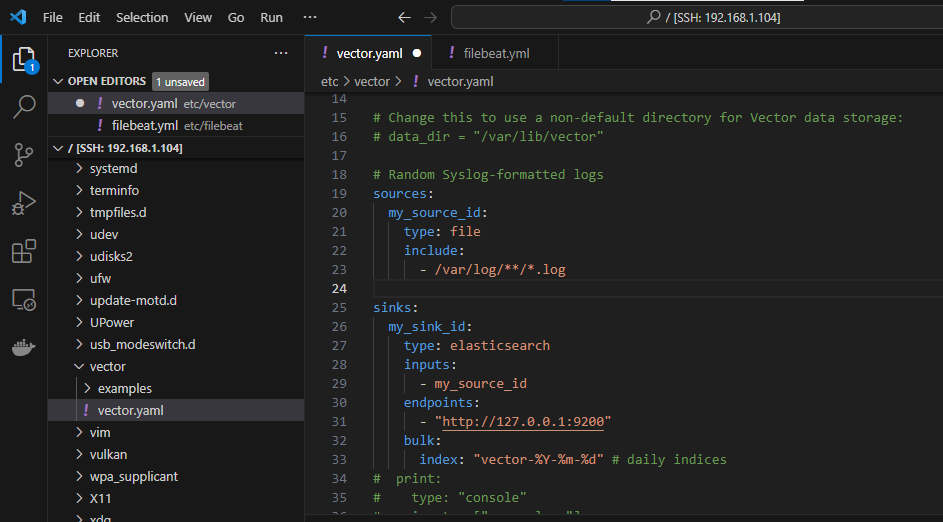 File Edit Selection View Go Run ··· / [SSH: 192.168.1.104]
EXPLORER ···
OPEN EDITORS 1 unsaved
! vector.yaml etc/vector
! filebeat.yml etc/filebeat
/ [SSH: 192.168.1.104]
systemd
terminfo
tmpfiles.d
udev
udisks2
ufw
update-motd.d
UPower
usb_modeswitch.d
vector
examples
! vector.yaml
vim
vulkan
wpa_supplicant
X11
xdg
1
! vector.yaml ! filebeat.yml
etc > vector > ! vector.yaml
14
15 # Change this to use a non-default directory for Vector data storage:
16 # data_dir = "/var/lib/vector"
17
18 # Random Syslog-formatted logs
19 sources:
20 my_source_id:
21 type: file
22 include:
23 - /var/log/**/*.log
24
25 sinks:
26 my_sink_id:
27 type: elasticsearch
28 inputs:
29 - my_source_id
30 endpoints:
31 - "http://127.0.0.1:9200"
32 bulk:
33 index: "vector-%Y-%m-%d" # daily indices
34 # print:
35 # type: "console"